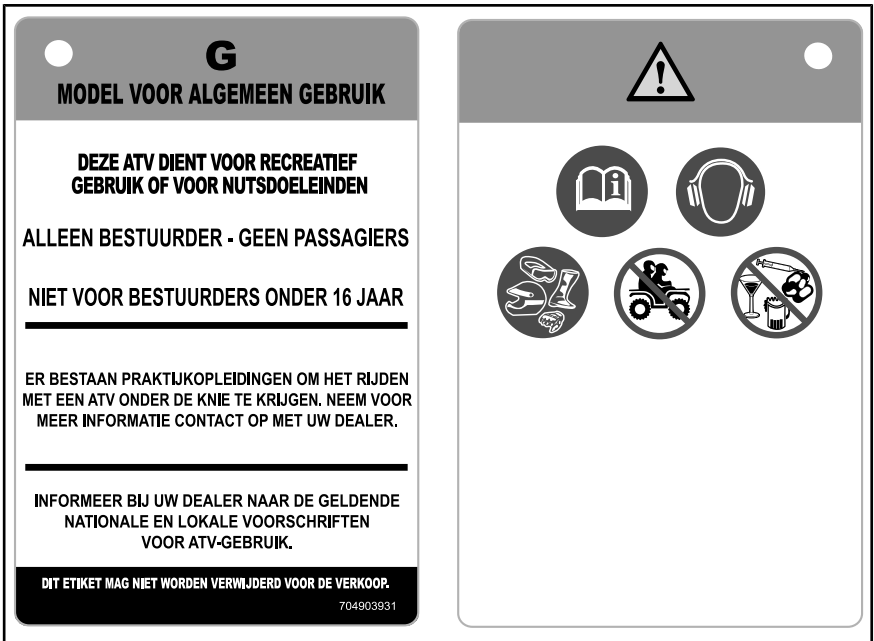 G
MODEL VOOR ALGEMEEN GEBRUIK
DEZE ATV DIENT VOOR RECREATIEF
GEBRUIK OF VOOR NUTSDOELEINDEN
ALLEEN BESTUURDER - GEEN PASSAGIERS
NIET VOOR BESTUURDERS ONDER 16 JAAR
ER BESTAAN PRAKTIJKOPLEIDINGEN OM HET RIJDEN
MET EEN ATV ONDER DE KNIE TE KRIJGEN. NEEM VOOR
MEER INFORMATIE CONTACT OP MET UW DEALER.
INFORMEER BIJ UW DEALER NAAR DE GELDENDE
NATIONALE EN LOKALE VOORSCHRIFTEN
VOOR ATV-GEBRUIK.
DIT ETIKET MAG NIET WORDEN VERWIJDERD VOOR DE VERKOOP.
704903931
!
i